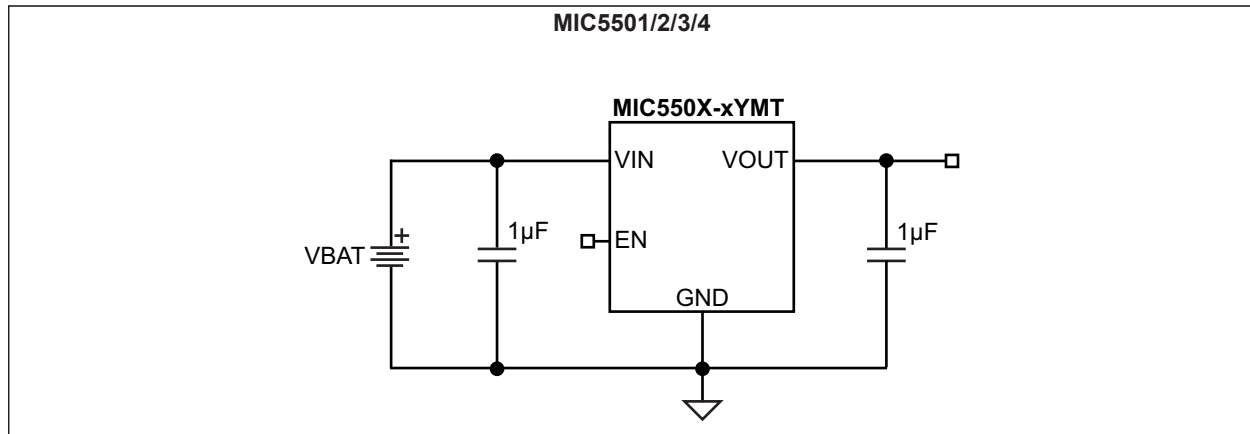 MIC5501/2/3/4
MIC550X-xYMT
VIN
VOUT
1µF
EN
1µF
VBAT
+
GND